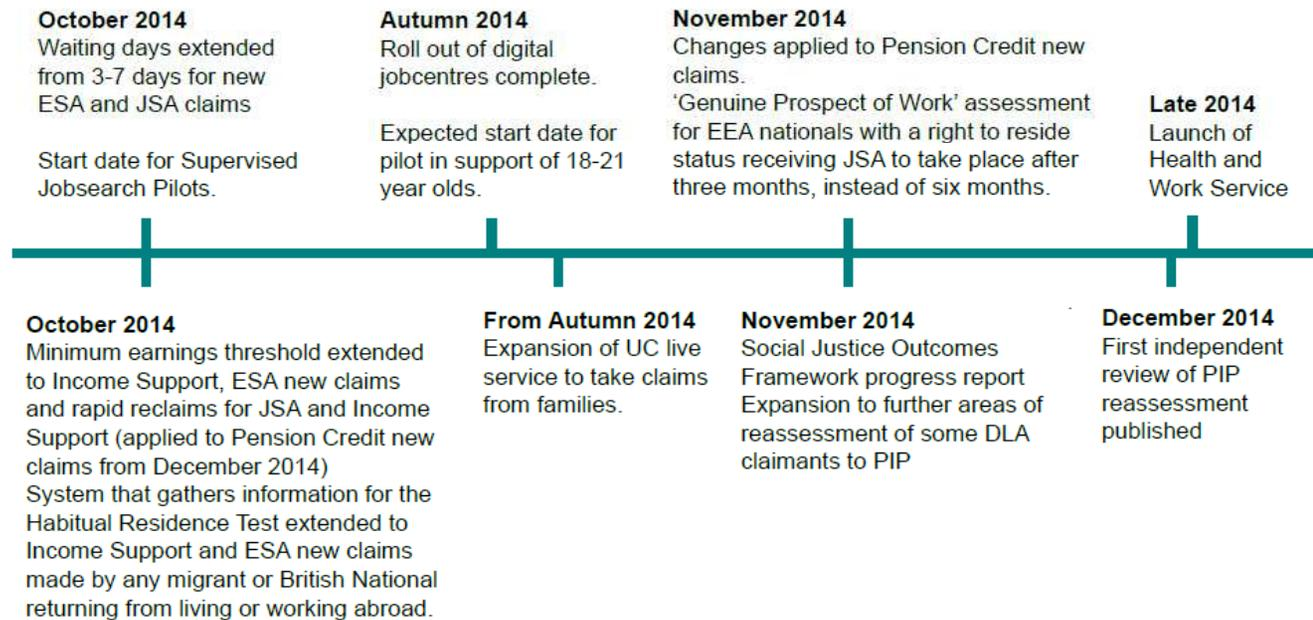 October 2014
Waiting days extended
from 3-7 days for new
ESA and JSA claims
Start date for Supervised
Jobsearch Pilots.
Autumn 2014
Roll out of digital
jobcentres complete.
Expected start date for
pilot in support of 18-21
year olds.
November 2014
Changes applied to Pension Credit new
claims.
‘Genuine Prospect of Work’ assessment
for EEA nationals with a right to reside
status receiving JSA to take place after
three months, instead of six months.
Late 2014
Launch of
Health and
Work Service
October 2014
Minimum earnings threshold extended
to Income Support, ESA new claims
and rapid reclaims for JSA and Income
Support (applied to Pension Credit new
claims from December 2014)
System that gathers information for the
Habitual Residence Test extended to
Income Support and ESA new claims
made by any migrant or British National
returning from living or working abroad.
From Autumn 2014
Expansion of UC live
service to take claims
from families.
November 2014
Social Justice Outcomes
Framework progress report
Expansion to further areas of
reassessment of some DLA
claimants to PIP
December 2014
First independent
review of PIP
reassessment
published